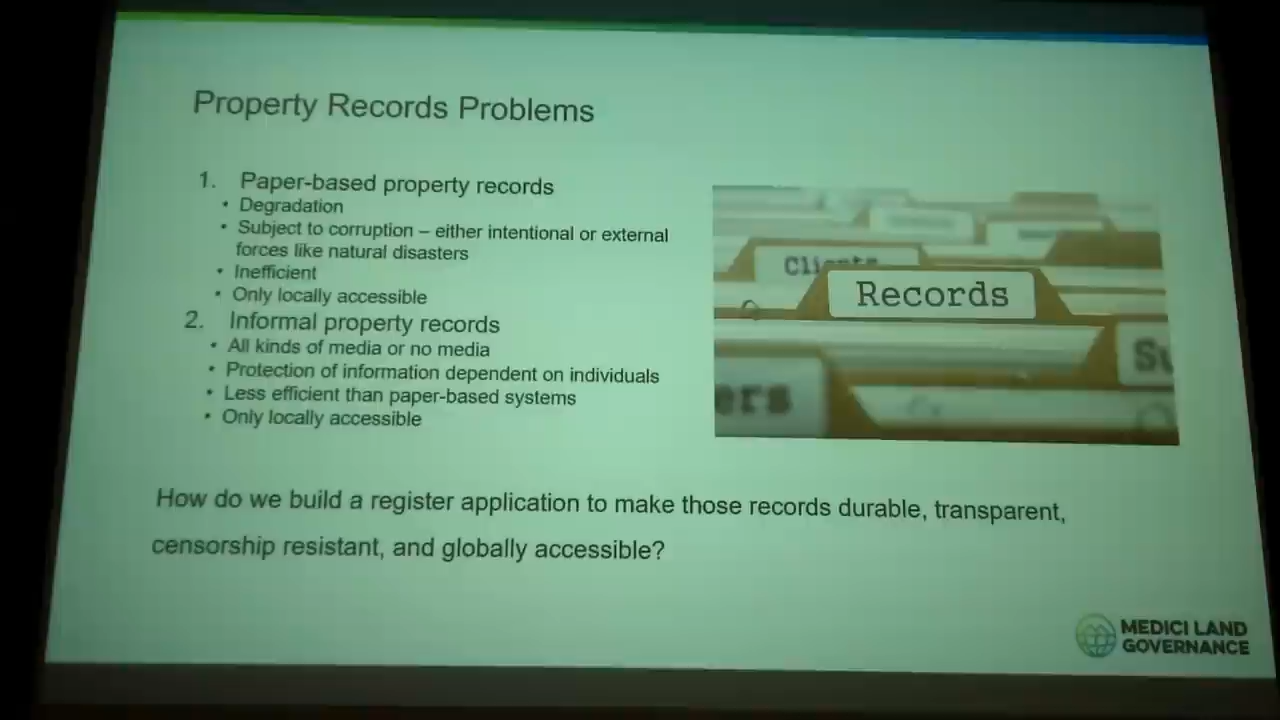 Property Records Problems
1. Paper-based property records
• Degradation
• Subject to corruption – either intentional or external
forces like natural disasters
• Inefficient
• Only locally accessible
2. Informal property records
• All kinds of media or no media
• Protection of information dependent on individuals
• Less efficient than paper-based systems
• Only locally accessible
Clients
Records
Su
ers
How do we build a register application to make those records durable, transparent,
censorship resistant, and globally accessible?
MEDICI LAND
GOVERNANCE